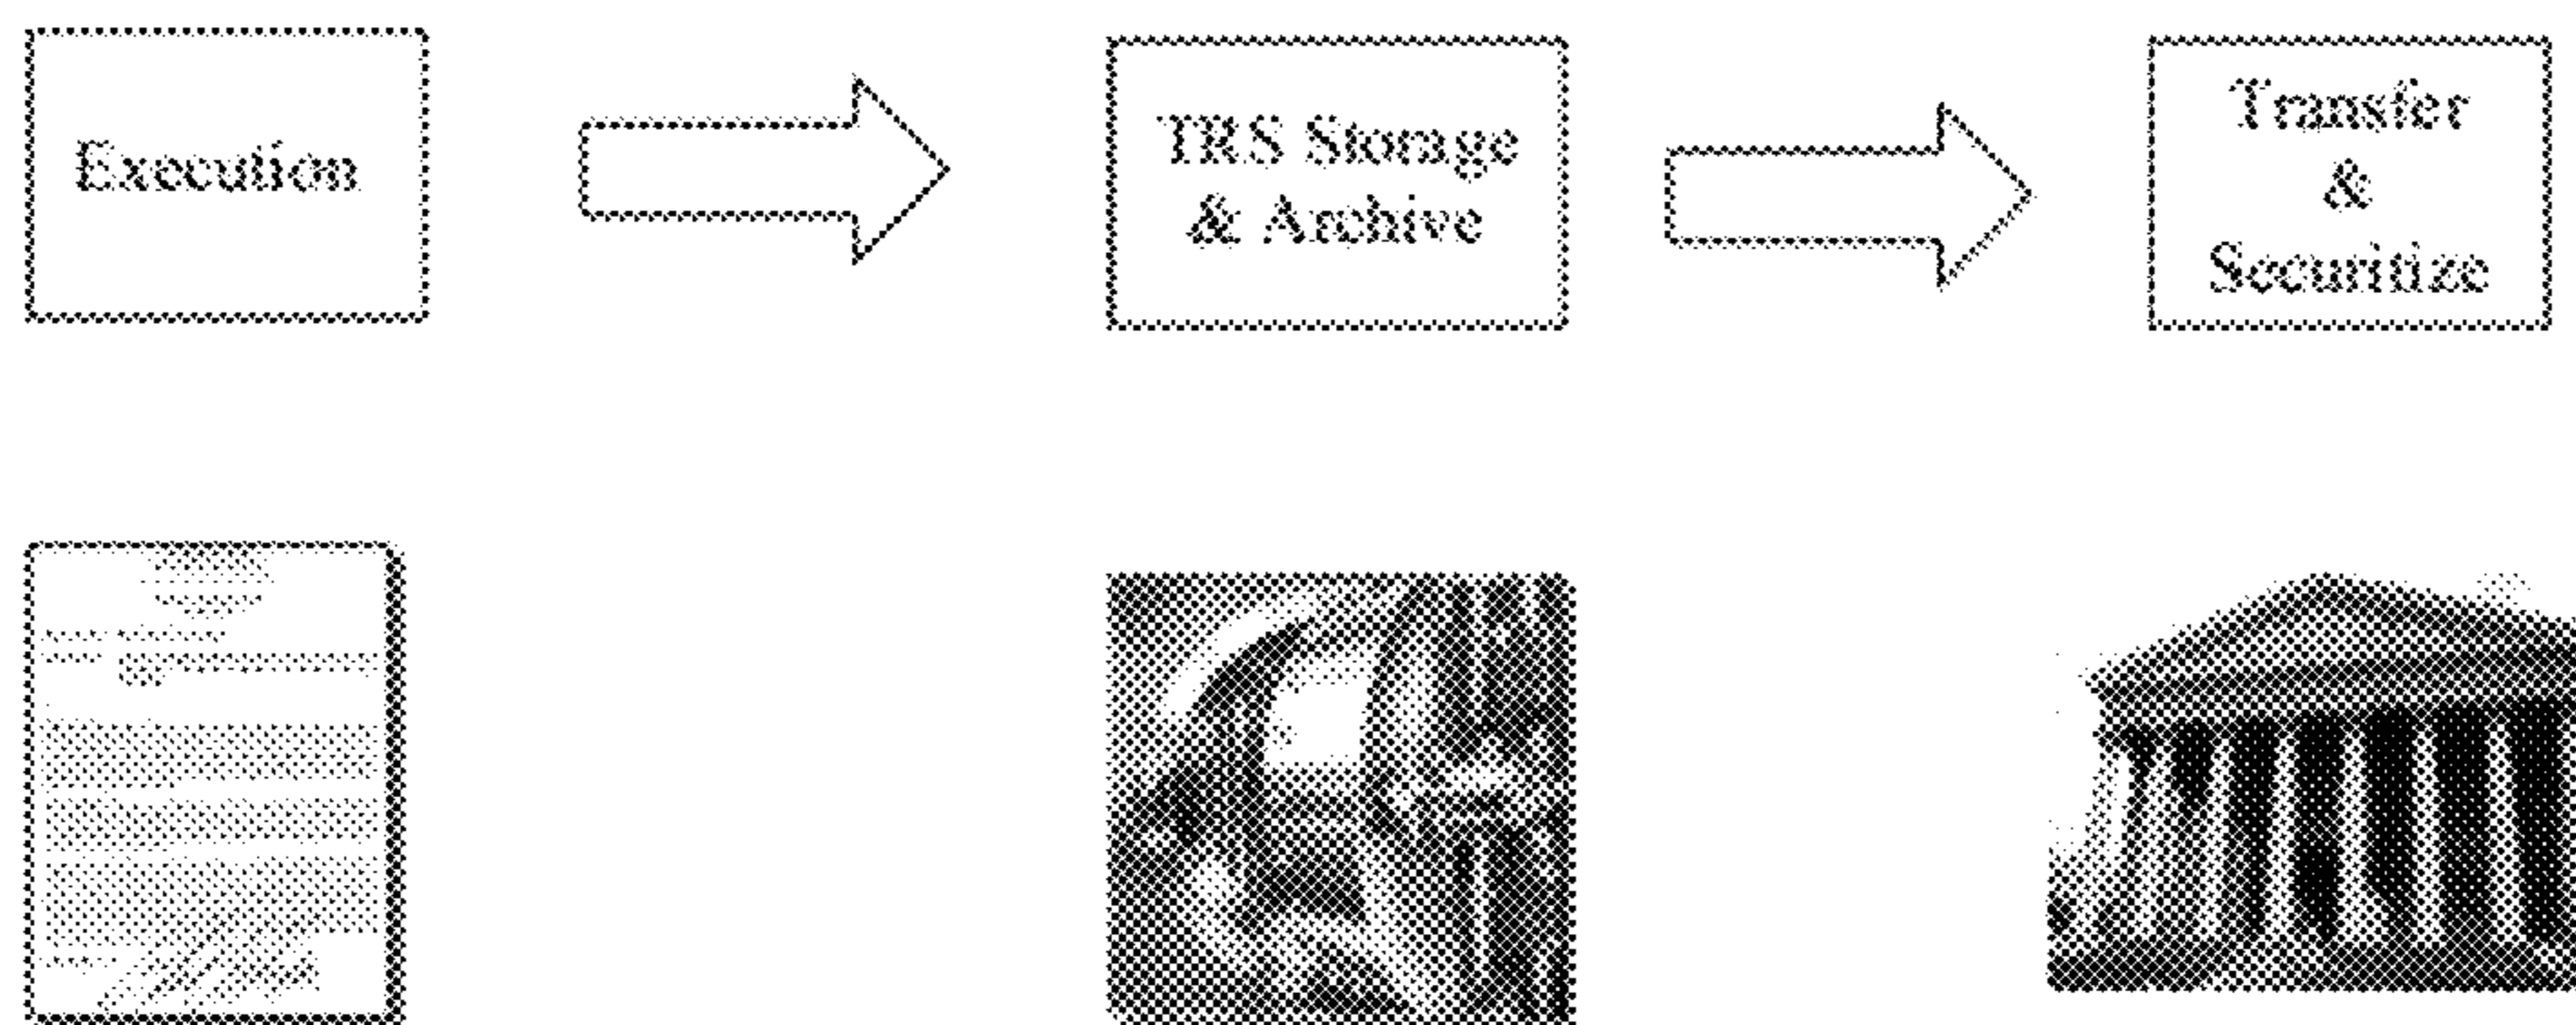 Execution
TRS Storage
& Archive
Transfer
&
Securitize